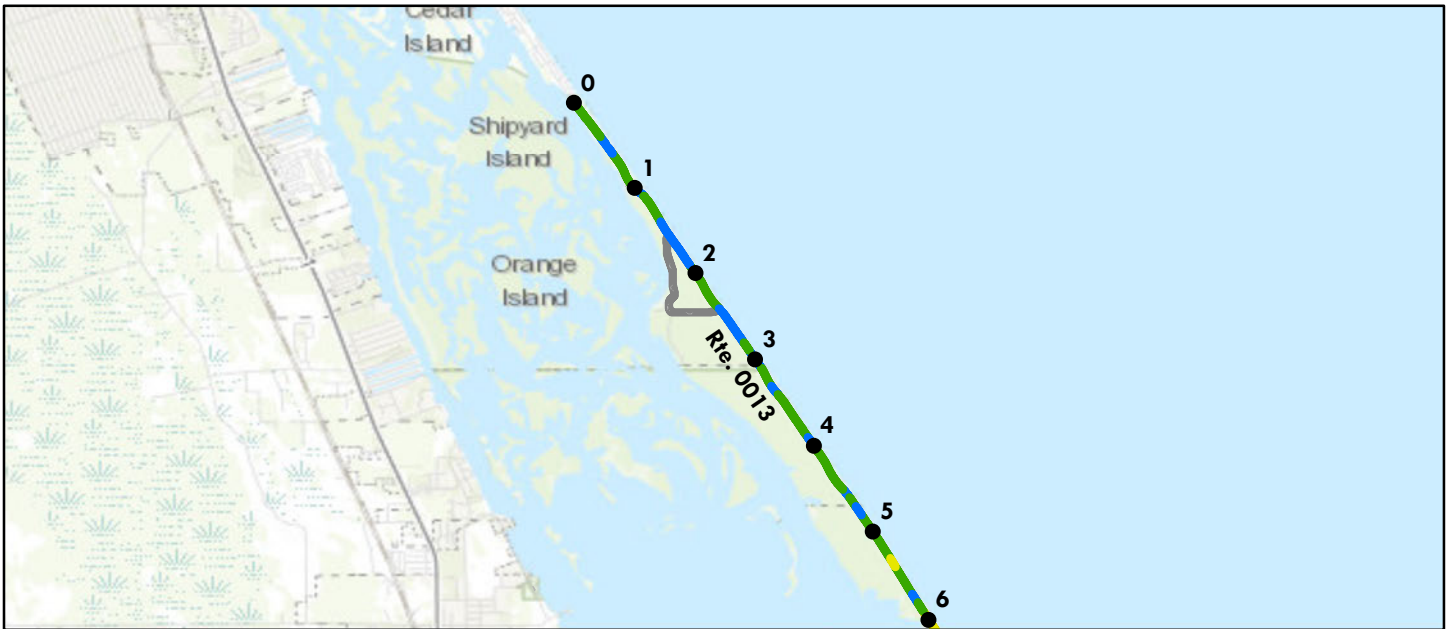 Cedar
Island
0
Shipyard
Island
1
Orange
Island
2
3
Rte. 0013
4
5
6